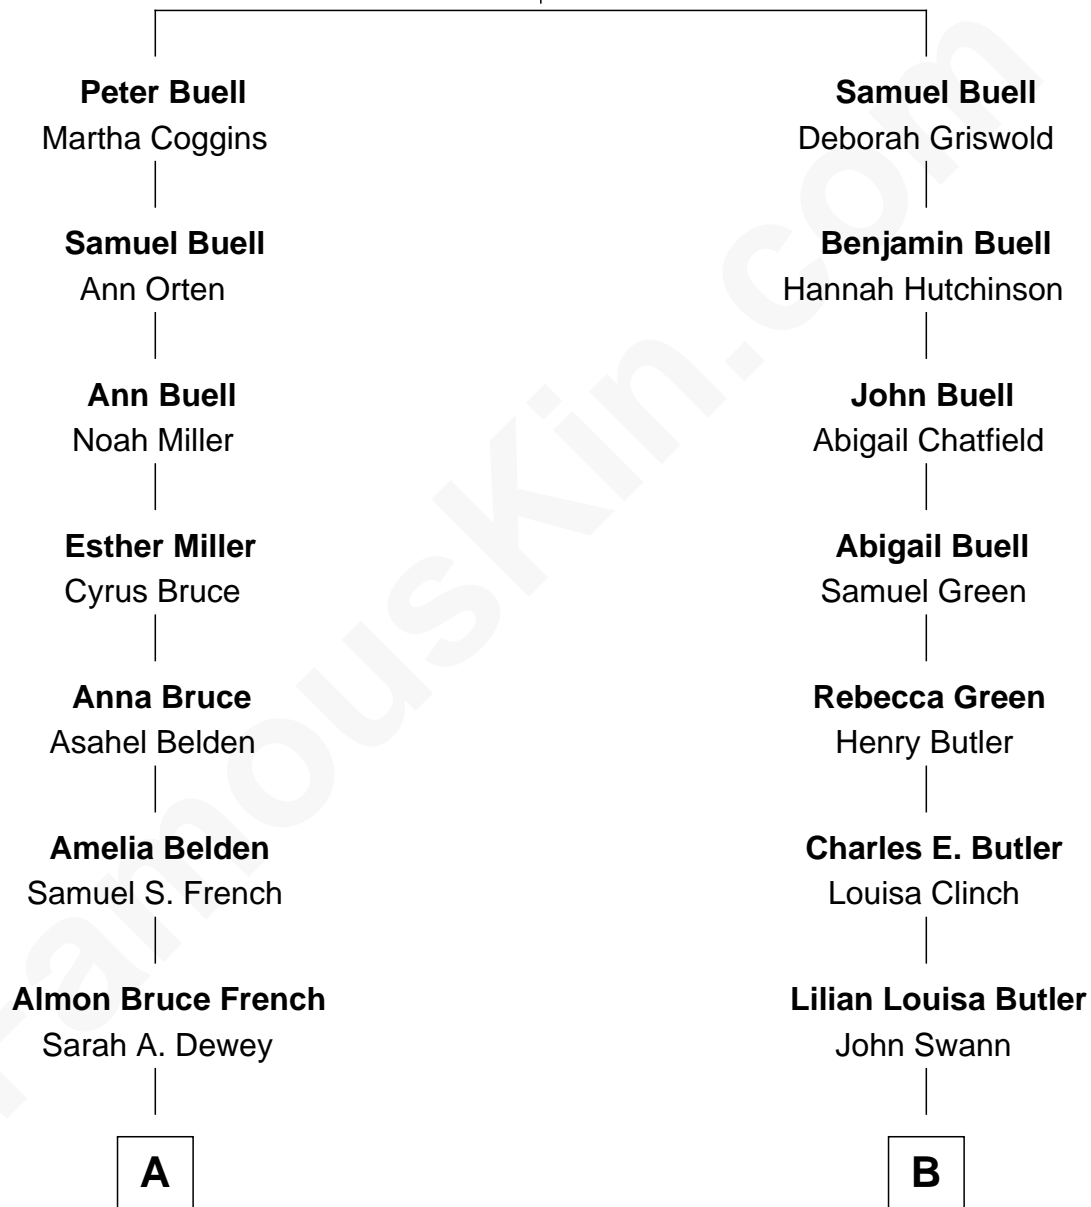 Peter Buell
Martha Coggins
Samuel Buell
Ann Orten
Ann Buell
Noah Miller
Esther Miller
Cyrus Bruce
Anna Bruce
Asahel Belden
Amelia Belden
Samuel S. French
Almon Bruce French
Sarah A. Dewey
A
Samuel Buell
Deborah Griswold
Benjamin Buell
Hannah Hutchinson
John Buell
Abigail Chatfield
Abigail Buell
Samuel Green
Rebecca Green
Henry Butler
Charles E. Butler
Louisa Clinch
Lilian Louisa Butler
John Swann
B
FamousKin.com